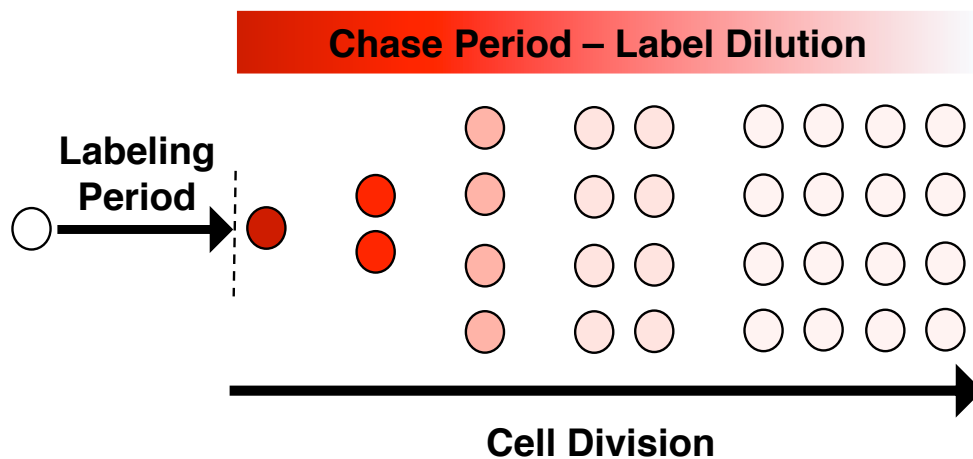 Chase Period – Label Dilution
Labeling
Period
Cell Division